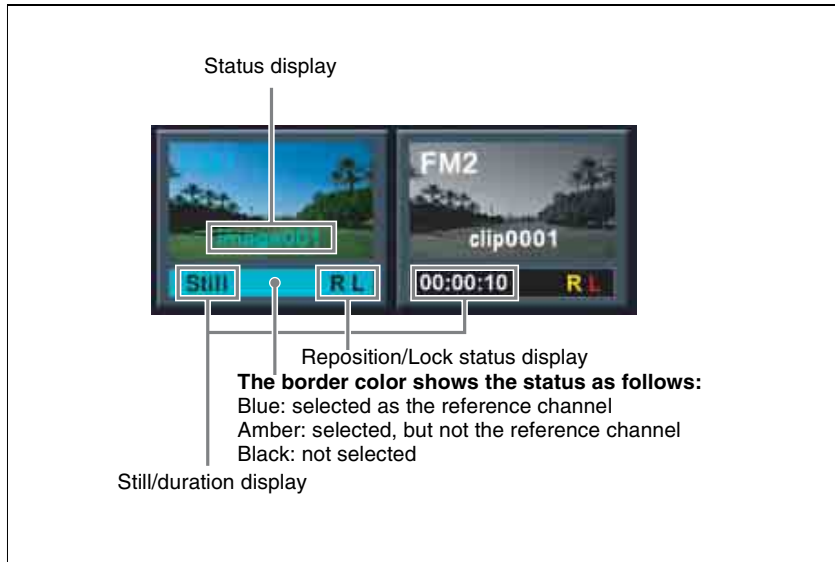 Status display
FM2
image001
clip0001
Still
R L
00:00:10
R L
Reposition/Lock status display
The border color shows the status as follows:
Blue: selected as the reference channel
Amber: selected, but not the reference channel
Black: not selected
Still/duration display